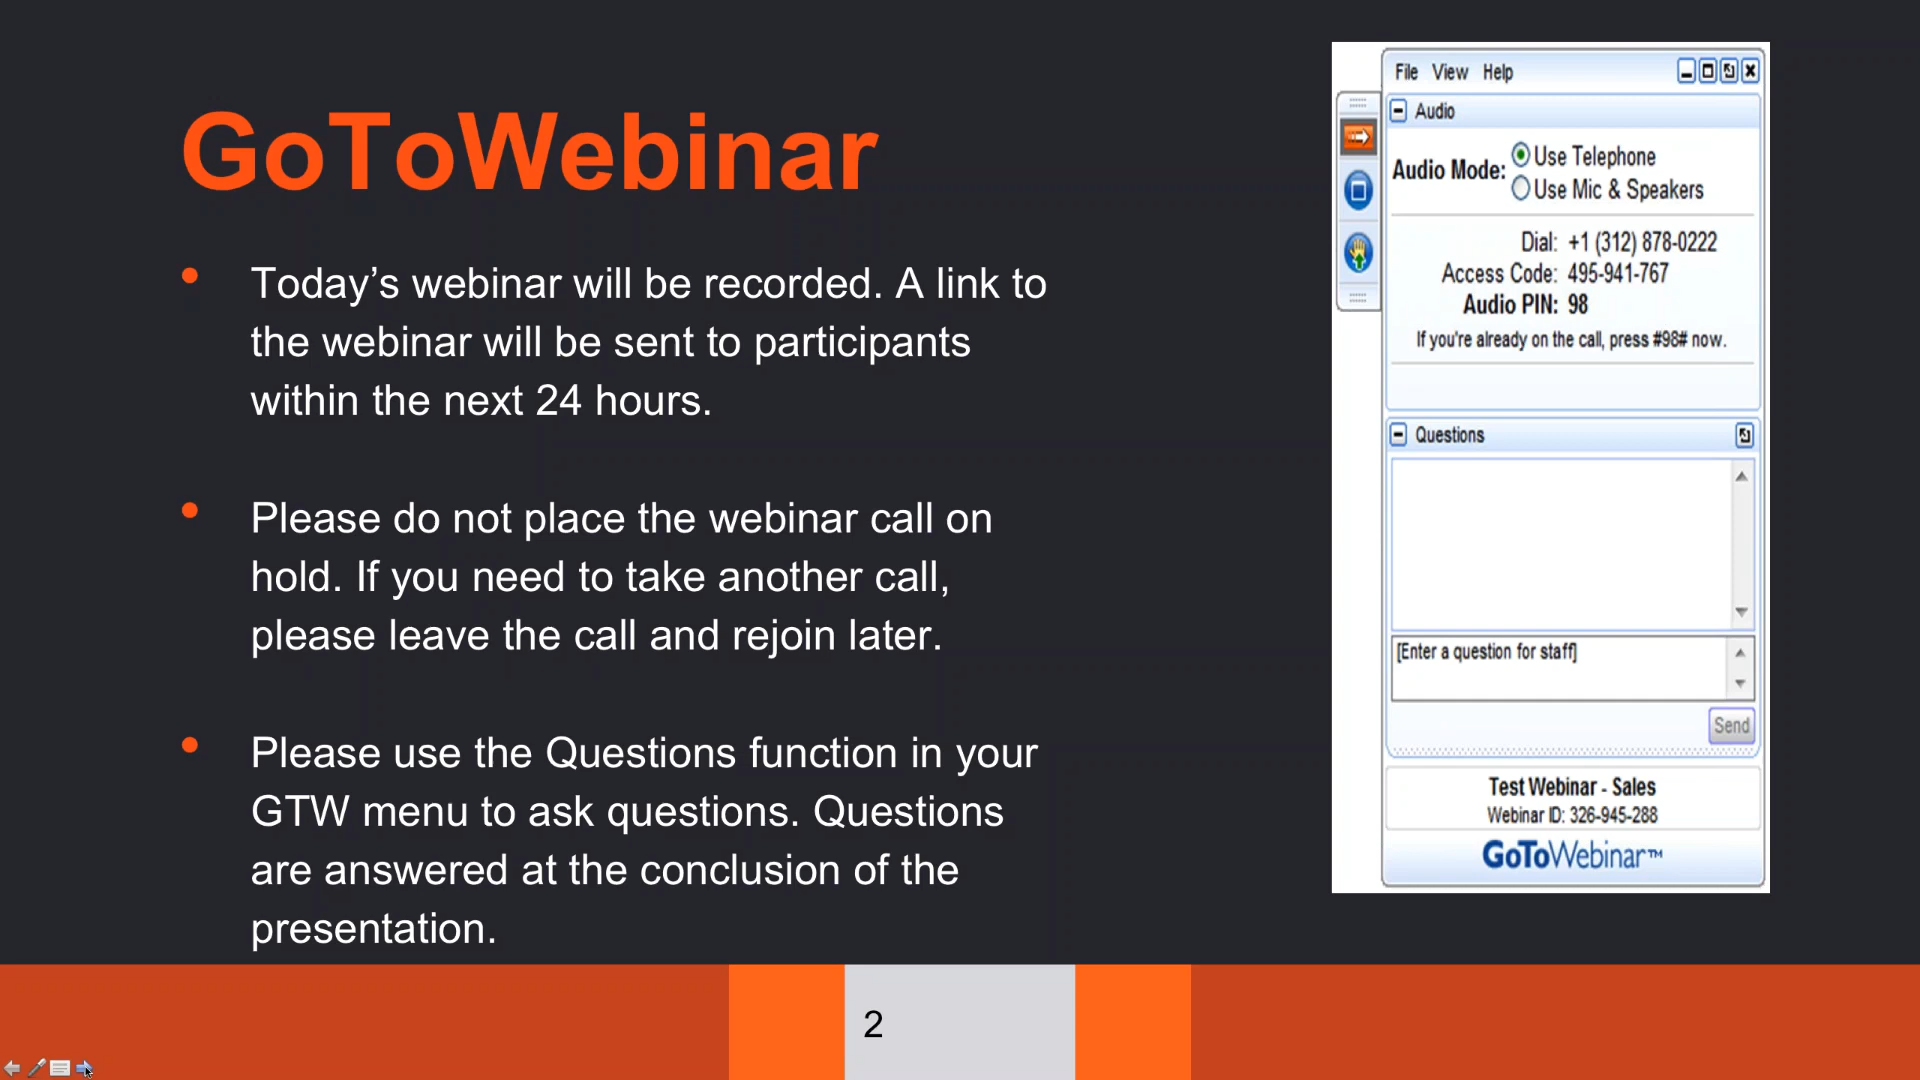 GoToWebinar
• Today’s webinar will be recorded. A link to
the webinar will be sent to participants
within the next 24 hours.
• Please do not place the webinar call on
hold. If you need to take another call,
please leave the call and rejoin later.
• Please use the Questions function in your
GTW menu to ask questions. Questions
are answered at the conclusion of the
presentation.
File View Help
Audio
Audio Mode: Use Telephone
Use Mic & Speakers
Dial: +1 (312) 878-0222
Access Code: 495-941-767
Audio PIN: 98
If you're already on the call, press #98# now.
Questions
[Enter a question for staff]
Send
Test Webinar - Sales
Webinar ID: 326-945-288
GoToWebinar™
2